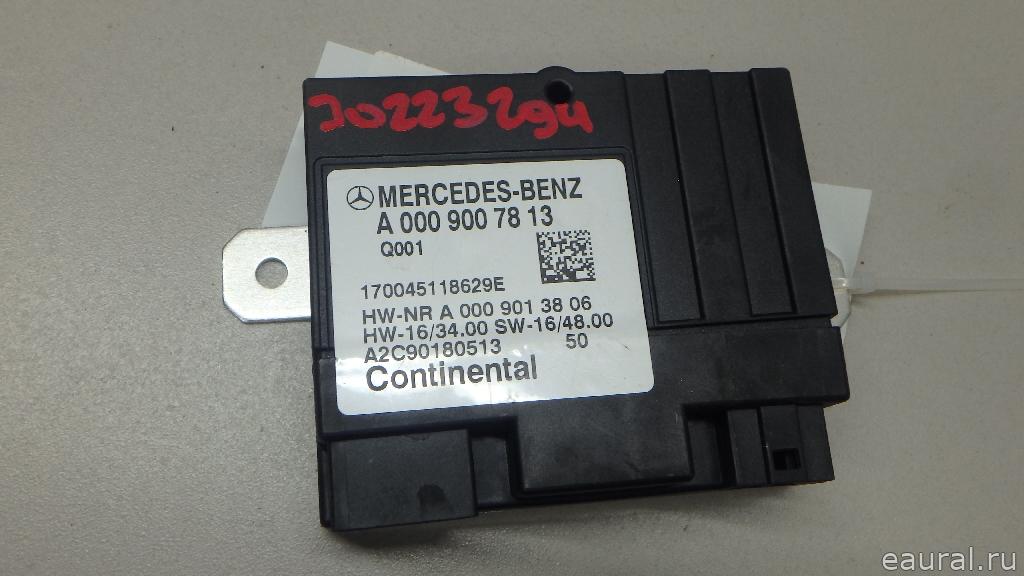 J0223294
MERCEDES-BENZ
A 000 900 78 13
Q001
170045118629E
HW-NR A 000 901 38 06
HW-16/34.00 SW-16/48.00
A2C90180513 50
Continental
eaural.ru